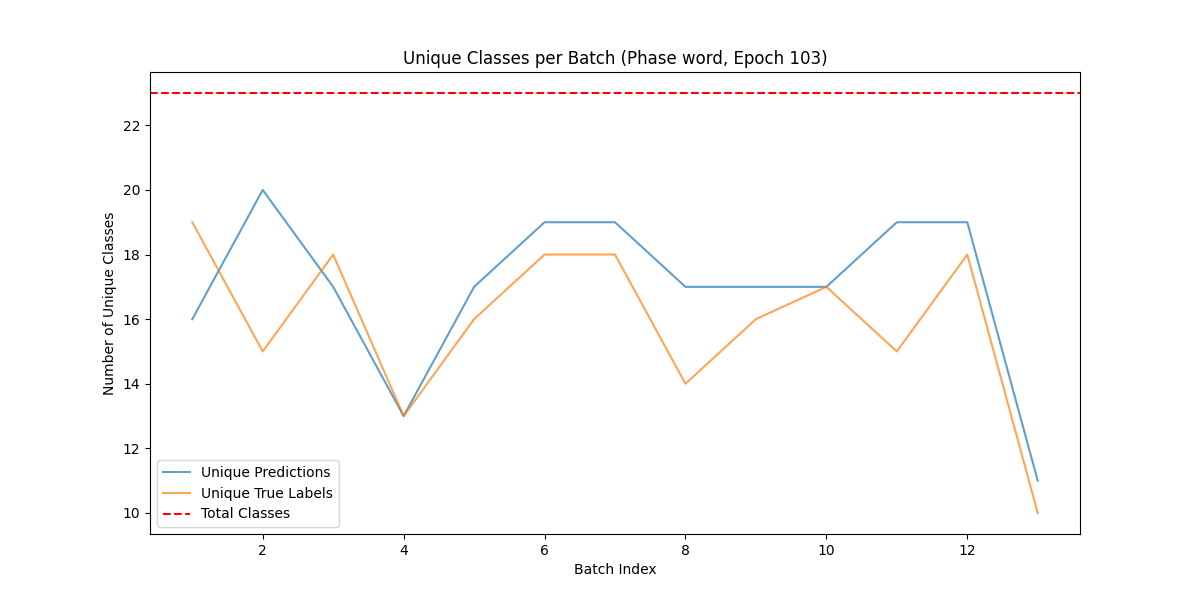 Unique Classes per Batch (Phase word, Epoch 103)
Number of Unique Classes
22
20
18
16
14
12
10
Unique Predictions
Unique True Labels
Total Classes
2
4
6
8
10
12
Batch Index